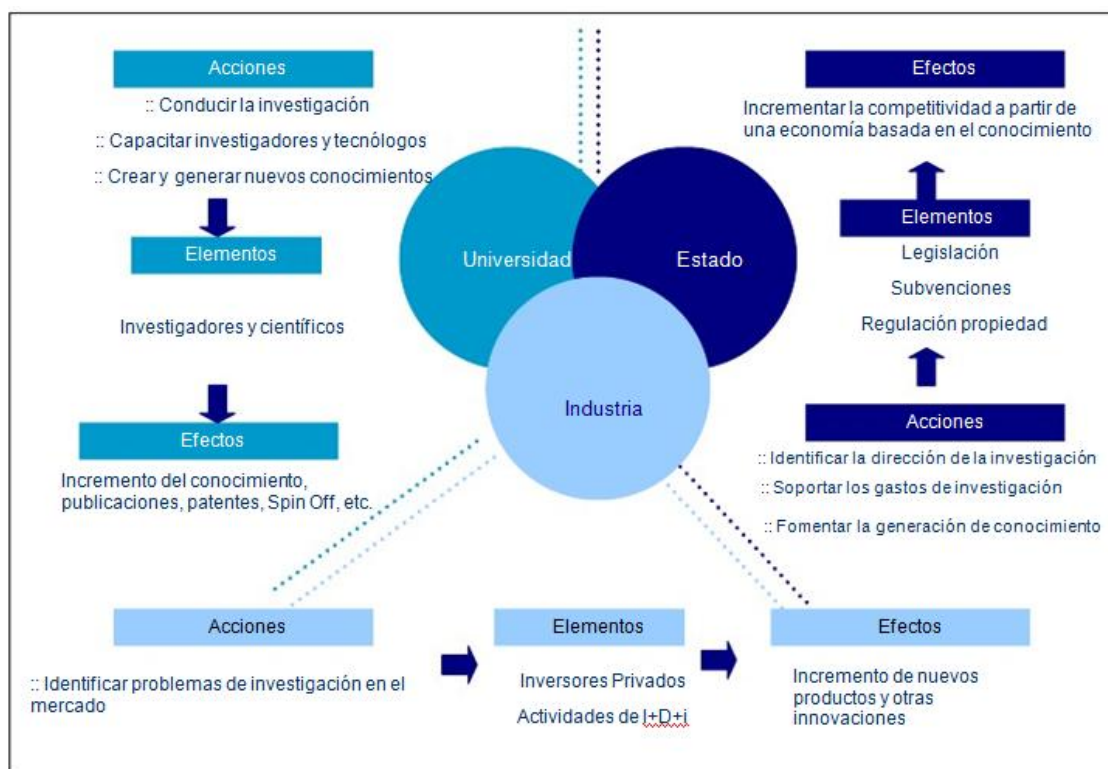 Acciones
:: Conducir la investigación
:: Capacitar investigadores y tecnólogos
:: Crear y generar nuevos conocimientos
Elementos
Investigadores y científicos
Efectos
Incremento del conocimiento,
publicaciones, patentes, Spin Off, etc.
Universidad
Estado
Industria
Efectos
Incrementar la competitividad a partir de
una economía basada en el conocimiento
Elementos
Legislación
Subvenciones
Regulación propiedad
Acciones
:: Identificar la dirección de la investigación
:: Soportar los gastos de investigación
:: Fomentar la generación de conocimiento
Acciones
:: Identificar problemas de investigación en el
mercado
Elementos
Inversores Privados
Actividades de I+D+i
Efectos
Incremento de nuevos
productos y otras
innovaciones